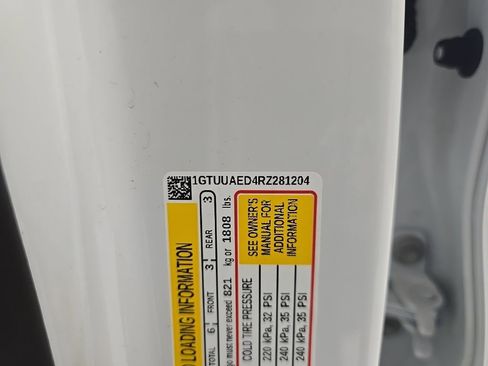 1GTUUAED4RZ281204
LOADING INFORMATION
TOTAL 6 FRONT 3 REAR 3
must never exceed 821 kg or 1808 lbs.
COLD TIRE PRESSURE
220 kPa, 32 PSI
240 kPa, 35 PSI
240 kPa, 35 PSI
SEE OWNER'S
MANUAL FOR
ADDITIONAL
INFORMATION